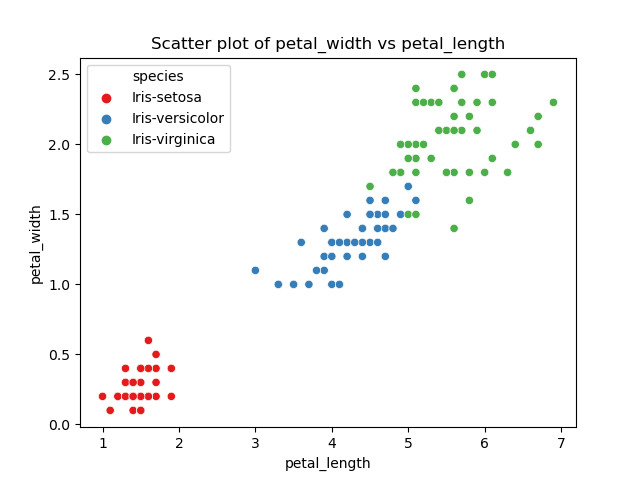 Scatter plot of petal_width vs petal_length
species
Iris-setosa
Iris-versicolor
Iris-virginica
2.5
2.0
1.5
1.0
0.5
0.0
petal_width
1 2 3 4 5 6 7
petal_length